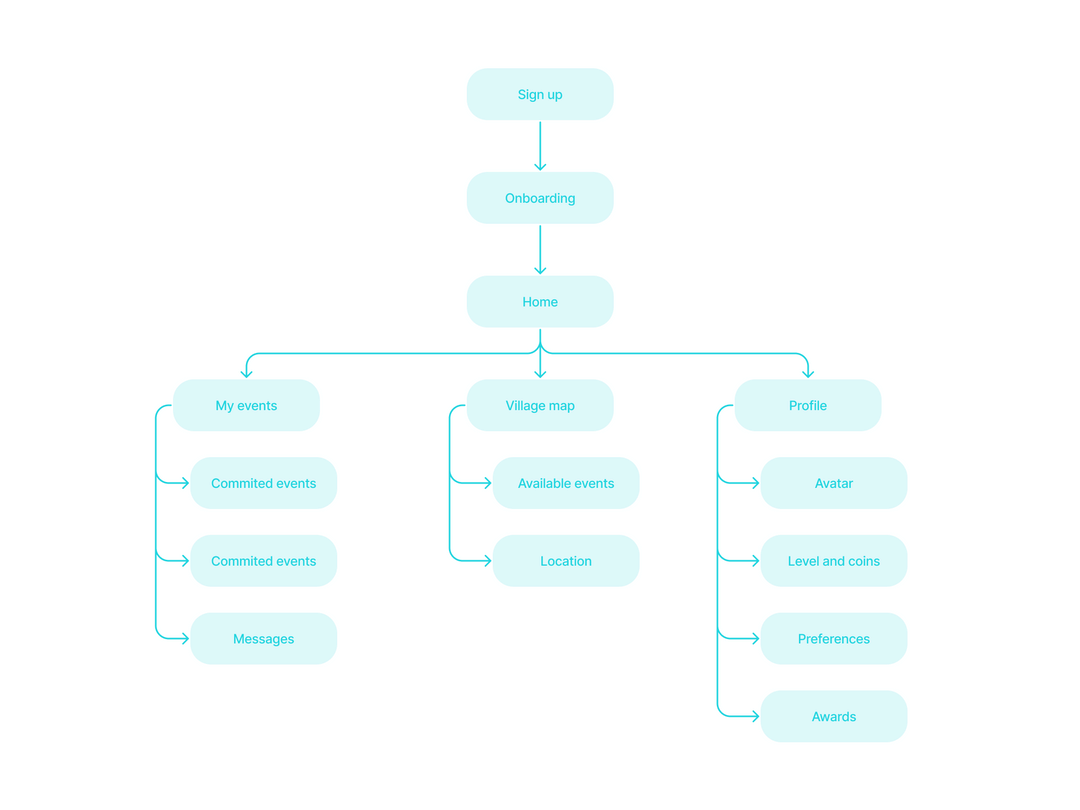 Sign up
Onboarding
Home
My events
Commited events
Commited events
Messages
Village map
Available events
Location
Profile
Avatar
Level and coins
Preferences
Awards